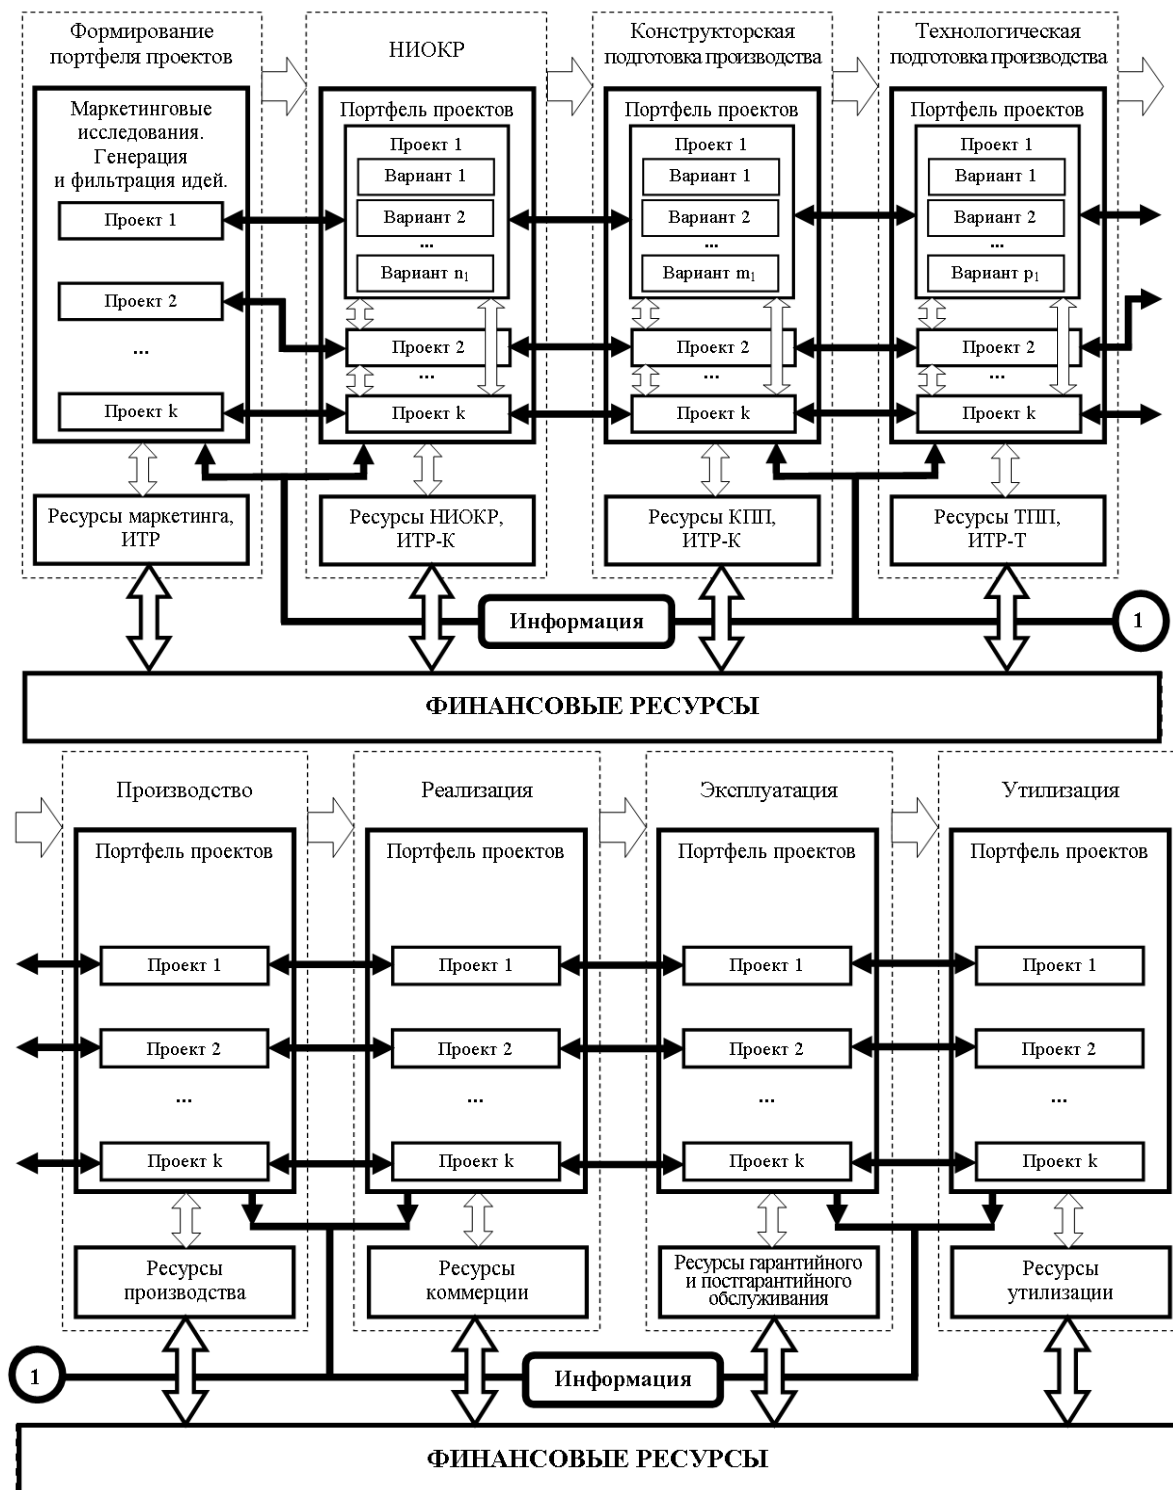 Формирование
портфеля проектов
Маркетинговые
исследования.
Генерация
и фильтрация идей.
Проект 1
Проект 2
...
Проект k
Ресурсы маркетинга,
ИТР
НИОКР
Портфель проектов
Проект 1
Вариант 1
Вариант 2
...
Вариант n₁
Проект 2
...
Проект k
Ресурсы НИОКР,
ИТР-К
Конструкторская
подготовка производства
Портфель проектов
Проект 1
Вариант 1
Вариант 2
...
Вариант m₁
Проект 2
...
Проект k
Ресурсы КПП,
ИТР-К
Технологическая
подготовка производства
Портфель проектов
Проект 1
Вариант 1
Вариант 2
...
Вариант p₁
Проект 2
...
Проект k
Ресурсы ТПП,
ИТР-Т
Информация
1
ФИНАНСОВЫЕ РЕСУРСЫ
Производство
Портфель проектов
Проект 1
Проект 2
...
Проект k
Ресурсы
производства
Реализация
Портфель проектов
Проект 1
Проект 2
...
Проект k
Ресурсы
коммерции
Эксплуатация
Портфель проектов
Проект 1
Проект 2
...
Проект k
Ресурсы гарантийного
и постгарантийного
обслуживания
Утилизация
Портфель проектов
Проект 1
Проект 2
...
Проект k
Ресурсы
утилизации
1
Информация
ФИНАНСОВЫЕ РЕСУРСЫ